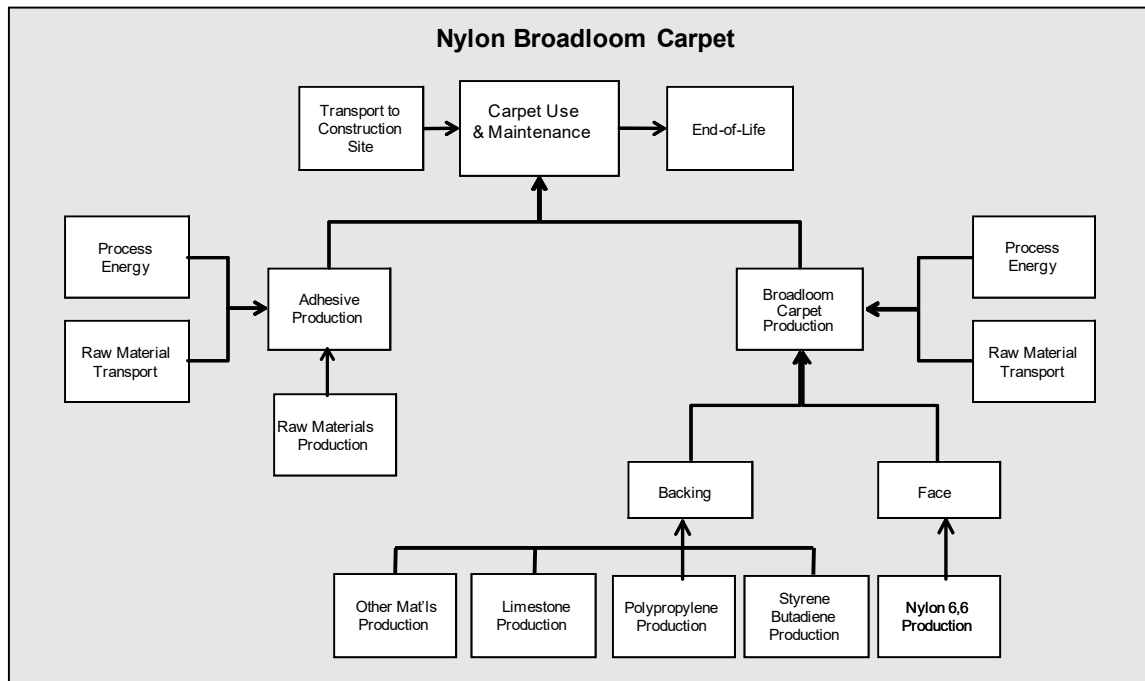 Nylon Broadloom Carpet
Transport to
Construction
Site
Carpet Use
& Maintenance
End-of-Life
Process
Energy
Raw Material
Transport
Adhesive
Production
Raw Materials
Production
Broadloom
Carpet
Production
Process
Energy
Raw Material
Transport
Backing
Face
Other Mat'ls
Production
Limestone
Production
Polypropylene
Production
Styrene
Butadiene
Production
Nylon 6,6
Production